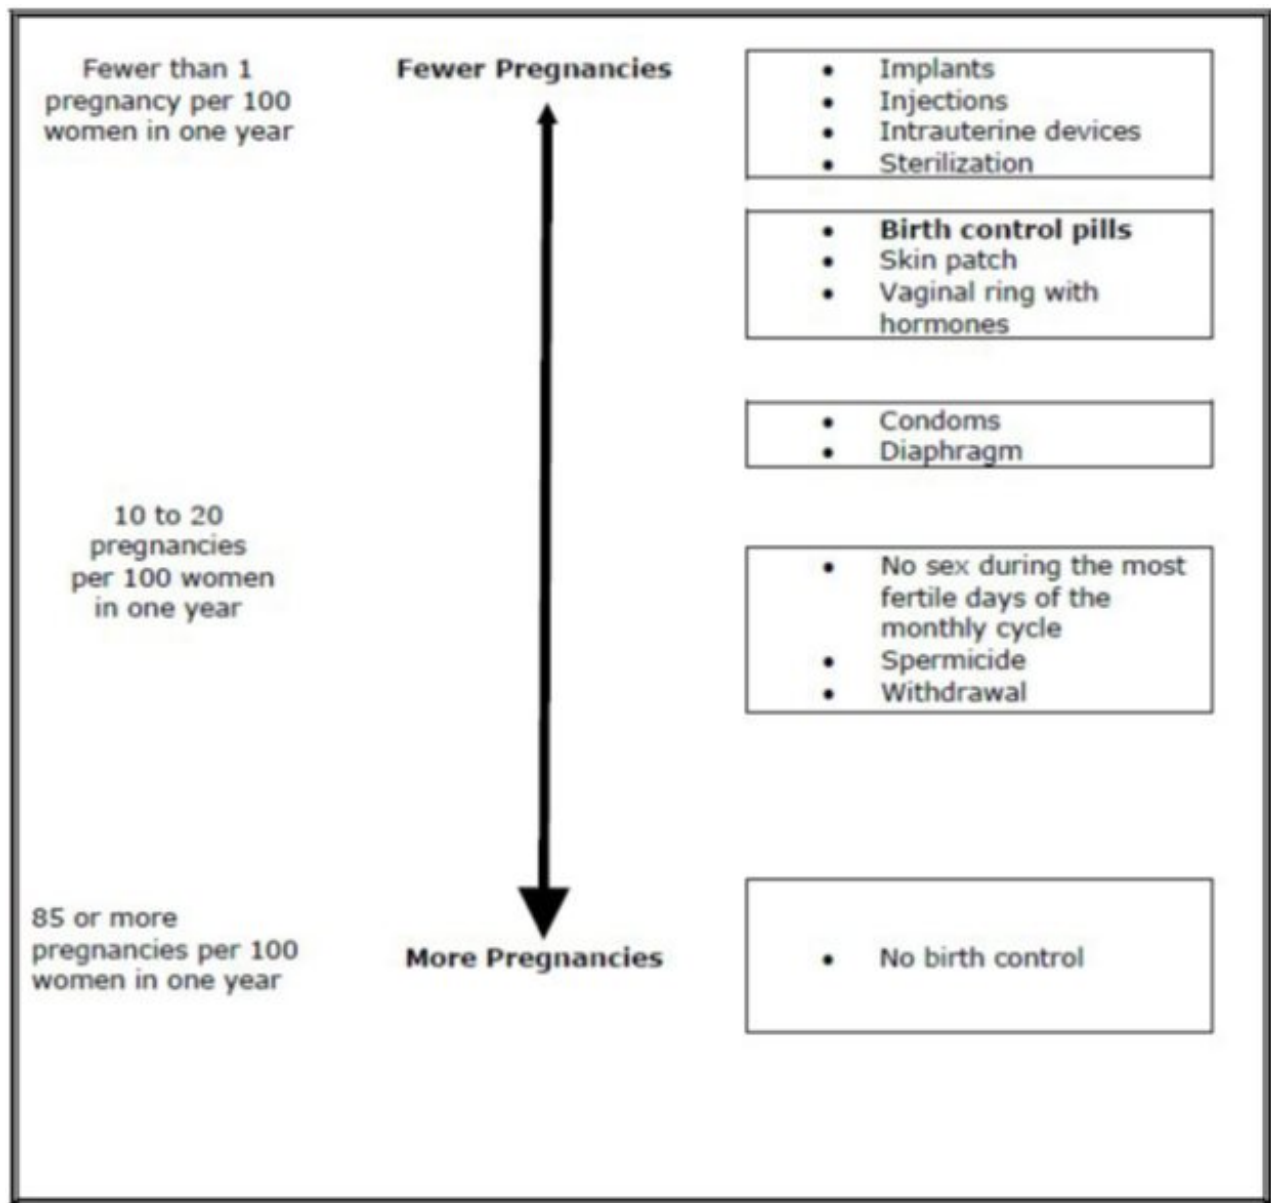 Fewer than 1
pregnancy per 100
women in one year
Fewer Pregnancies
• Implants
• Injections
• Intrauterine devices
• Sterilization
• Birth control pills
• Skin patch
• Vaginal ring with
hormones
• Condoms
• Diaphragm
10 to 20
pregnancies
per 100 women
in one year
• No sex during the most
fertile days of the
monthly cycle
• Spermicide
• Withdrawal
85 or more
pregnancies per 100
women in one year
More Pregnancies
• No birth control